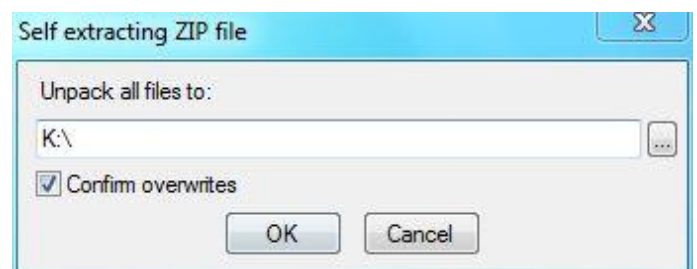 Self extracting ZIP file
Unpack all files to:
K:\
...
Confirm overwrites
OK Cancel